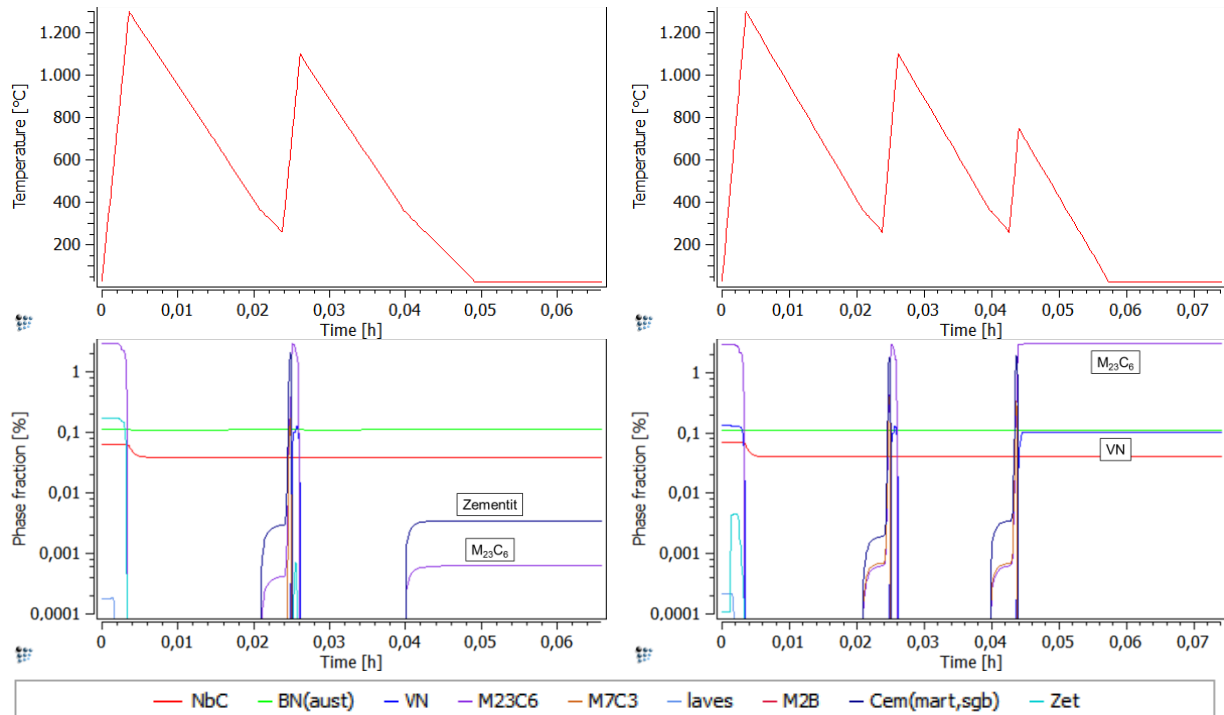 Temperature [°C]
1.200
1.000
800
600
400
200
0 0,01 0,02 0,03 0,04 0,05 0,06
Time [h]
Temperature [°C]
1.200
1.000
800
600
400
200
0 0,01 0,02 0,03 0,04 0,05 0,06 0,07
Time [h]
Phase fraction [%]
1
0,1
0,01
0,001
0,0001
Zementit
M₂₃C₆
0 0,01 0,02 0,03 0,04 0,05 0,06
Time [h]
Phase fraction [%]
1
0,1
0,01
0,001
0,0001
M₂₃C₆
VN
0 0,01 0,02 0,03 0,04 0,05 0,06 0,07
Time [h]
NbC BN(aust) VN M23C6 M7C3 laves M2B Cem(mart,sgb) Zet